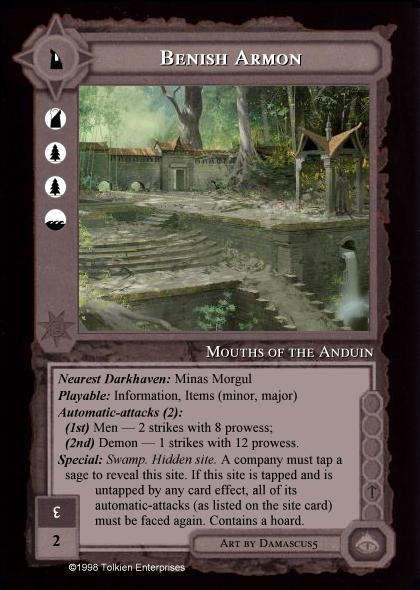 Benish Armon
Mouths of the Anduin
Nearest Darkhaven: Minas Morgul
Playable: Information, Items (minor, major)
Automatic-attacks (2):
(1st) Men — 2 strikes with 8 prowess;
(2nd) Demon — 1 strikes with 12 prowess.
Special: Swamp. Hidden site. A company must tap a
sage to reveal this site. If this site is tapped and is
untapped by any card effect, all of its
automatic-attacks (as listed on the site card)
must be faced again. Contains a hoard.
2
Art by Damascus5
©1998 Tolkien Enterprises